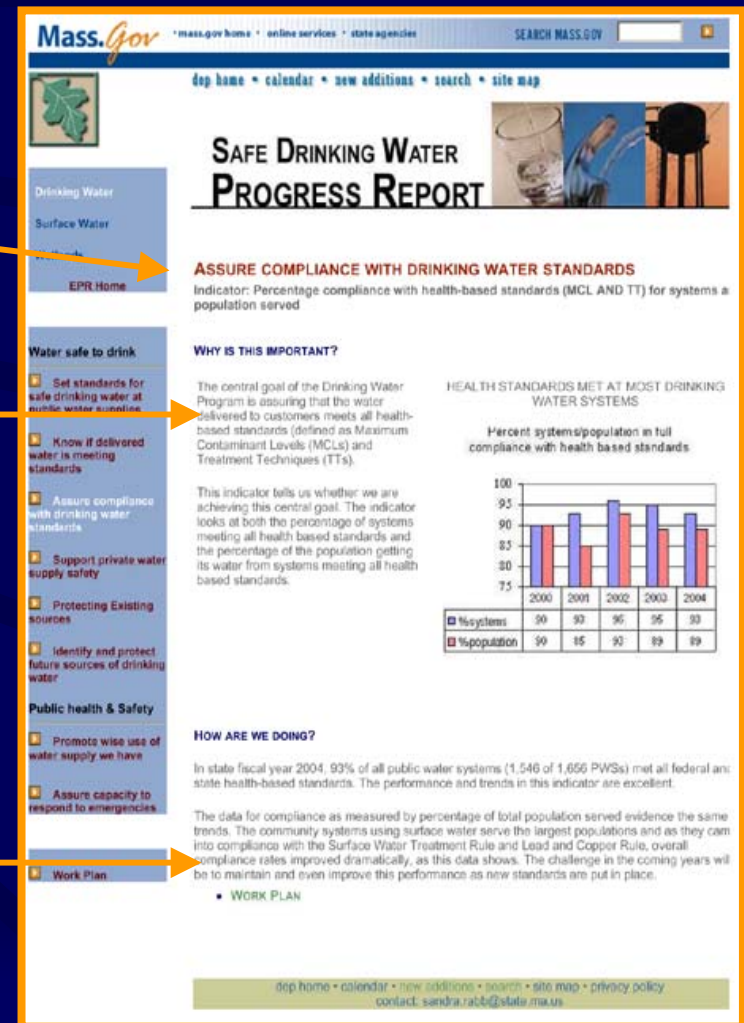 Mass.Gov
• mass.gov home • online services • state agencies
SEARCH MASS.GOV
dep home • calendar • new additions • search • site map
SAFE DRINKING WATER
PROGRESS REPORT
Drinking Water
Surface Water
EPR Home
ASSURE COMPLIANCE WITH DRINKING WATER STANDARDS
Indicator: Percentage compliance with health-based standards (MCL AND TT) for systems a
population served
Water safe to drink
Set standards for
safe drinking water at
public water supplies
Know if delivered
water is meeting
standards
Assure compliance
with drinking water
standards
Support private water
supply safety
Protecting Existing
sources
Identify and protect
future sources of drinking
water
Public health & Safety
Promote wise use of
water supply we have
Assure capacity to
respond to emergencies
Work Plan
WHY IS THIS IMPORTANT?
The central goal of the Drinking Water
Program is assuring that the water
delivered to customers meets all health-
based standards (defined as Maximum
Contaminant Levels (MCLs) and
Treatment Techniques (TTs).
This indicator tells us whether we are
achieving this central goal. The indicator
looks at both the percentage of systems
meeting all health based standards and
the percentage of the population getting
its water from systems meeting all health
based standards.
HEALTH STANDARDS MET AT MOST DRINKING
WATER SYSTEMS
Percent systems/population in full
compliance with health based standards
100
95
90
85
80
75
2000 2001 2002 2003 2004
%systems 90 93 96 95 93
%population 90 85 93 89 89
HOW ARE WE DOING?
In state fiscal year 2004, 93% of all public water systems (1,546 of 1,656 PWSs) met all federal and
state health-based standards. The performance and trends in this indicator are excellent.
The data for compliance as measured by percentage of total population served evidence the same
trends. The community systems using surface water serve the largest populations and as they cam
into compliance with the Surface Water Treatment Rule and Lead and Copper Rule, overall
compliance rates improved dramatically, as this data shows. The challenge in the coming years will
be to maintain and even improve this performance as new standards are put in place.
• WORK PLAN
dep home • calendar • new additions • search • site map • privacy policy
contact: sandra.rabb@state.ma.us